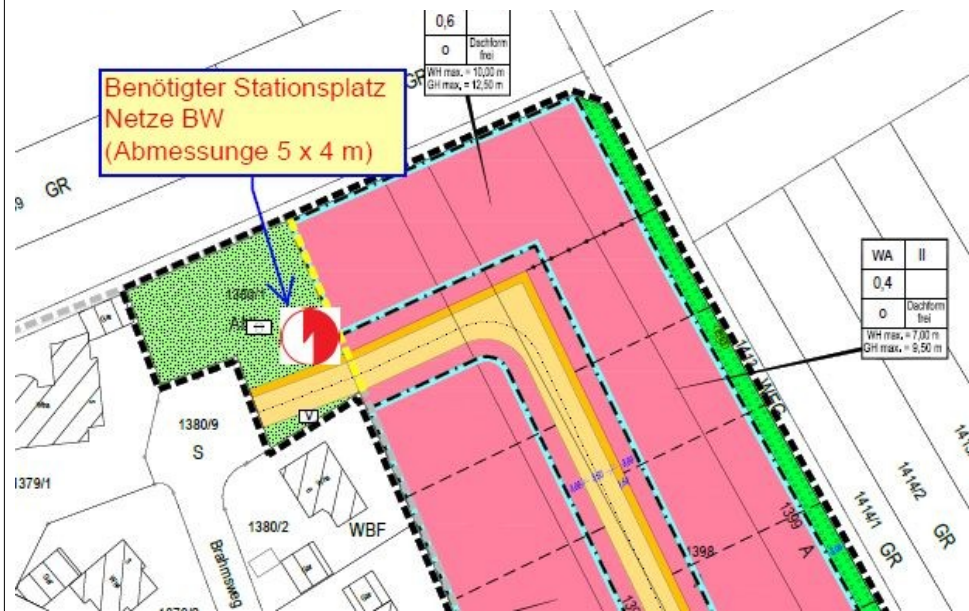 0,6
o
Dachform
frei
WH max. = 10,00 m
GH max. = 12,50 m
Benötigter Stationsplatz
Netze BW
(Abmessunge 5 x 4 m)
GR
GR
WA
II
0,4
o
Dachform
frei
WH max. = 7,00 m
GH max. = 9,50 m
1380/9
S
V
1379/1
1380/2
WBF
Brahmsweg
WEG
1399
A
1398
1414/1
GR
1414/2
GR